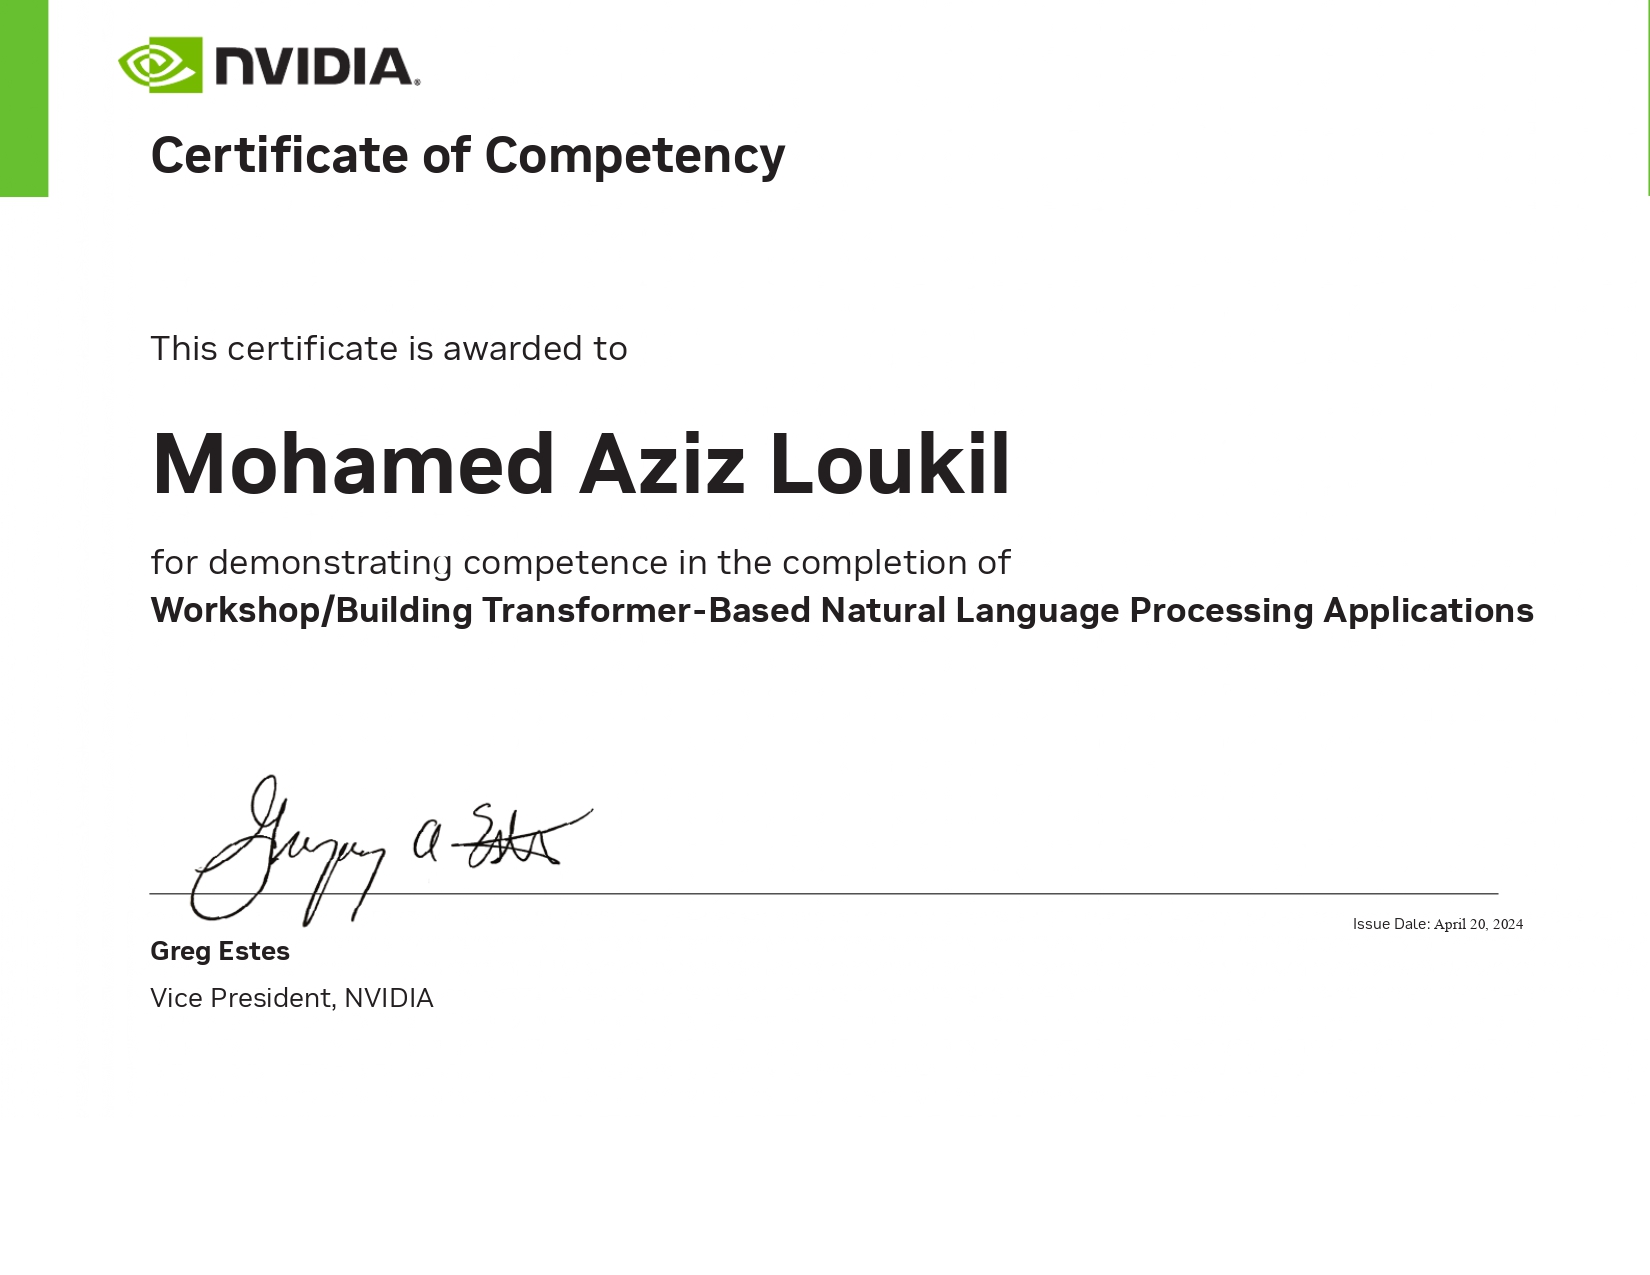 NVIDIA®
Certificate of Competency
This certificate is awarded to
Mohamed Aziz Loukil
for demonstrating competence in the completion of
Workshop/Building Transformer-Based Natural Language Processing Applications
Gregory A Estes
Issue Date: April 20, 2024
Greg Estes
Vice President, NVIDIA